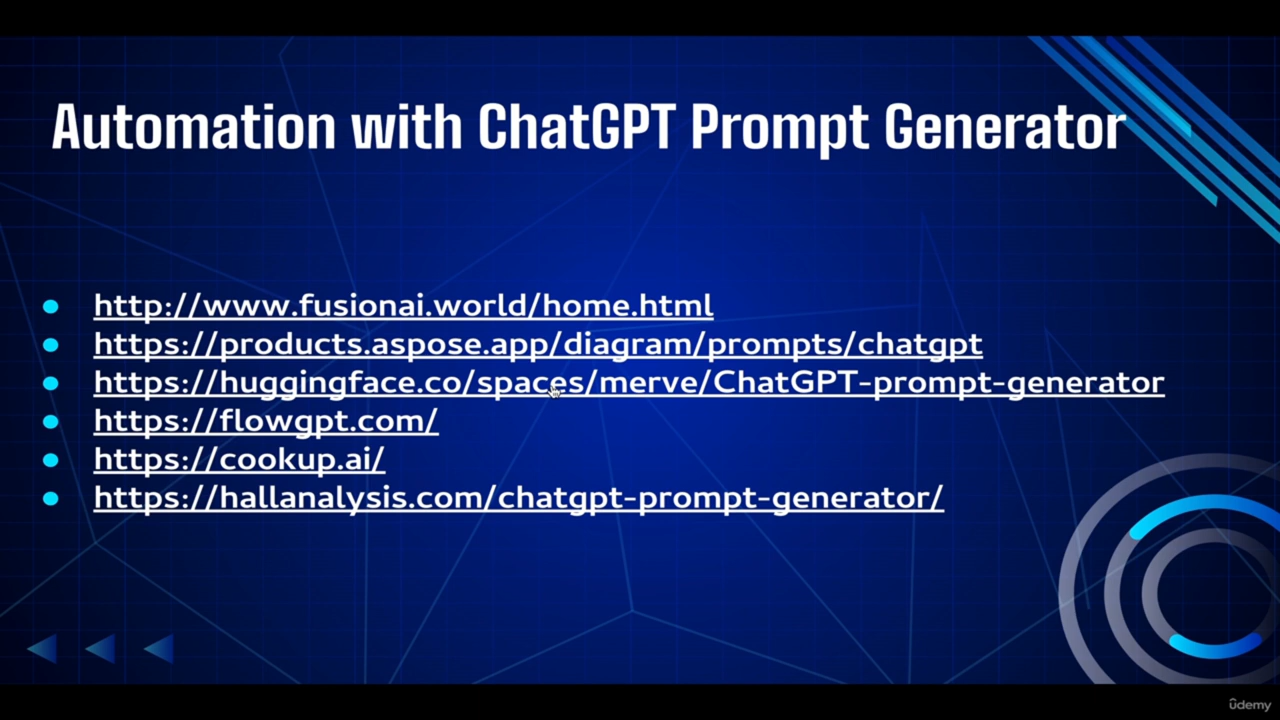 Automation with ChatGPT Prompt Generator
http://www.fusionai.world/home.html
https://products.aspose.app/diagram/prompts/chatgpt
https://huggingface.co/spaces/merve/ChatGPT-prompt-generator
https://flowgpt.com/
https://cookup.ai/
https://hallanalysis.com/chatgpt-prompt-generator/
ûdemy